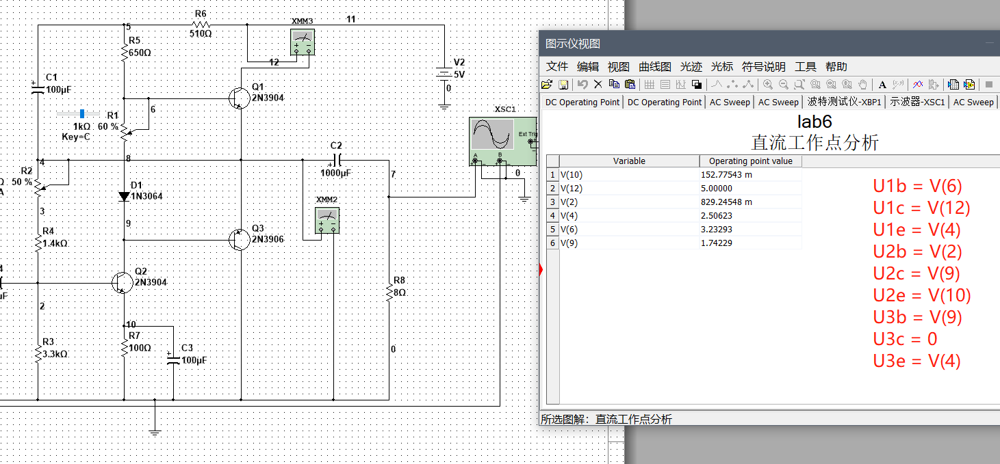 R6
510Ω
5
R5
650Ω
XMM3
11
12
V2
5V
0
C1
100µF
Q1
2N3904
6
R1
1kΩ 60 %
Key=C
XSC1
Ext Trig
A
B
0
4
8
C2
1000µF
7
R2
50 %
D1
1N3064
3
XMM2
9
R4
1.4kΩ
Q3
2N3906
Q2
2N3904
2
R8
8Ω
10
R7
100Ω
R3
3.3kΩ
C3
100µF
0
图示仪视图
文件 编辑 视图 曲线图 光迹 光标 符号说明 工具 帮助
DC Operating Point DC Operating Point AC Sweep AC Sweep 波特测试仪-XBP1 示波器-XSC1 AC Sweep
lab6
直流工作点分析
Variable Operating point value
1 V(10) 152.77543 m
2 V(12) 5.00000
3 V(2) 829.24548 m
4 V(4) 2.50623
5 V(6) 3.23293
6 V(9) 1.74229
U1b = V(6)
U1c = V(12)
U1e = V(4)
U2b = V(2)
U2c = V(9)
U2e = V(10)
U3b = V(9)
U3c = 0
U3e = V(4)
所选图解：直流工作点分析